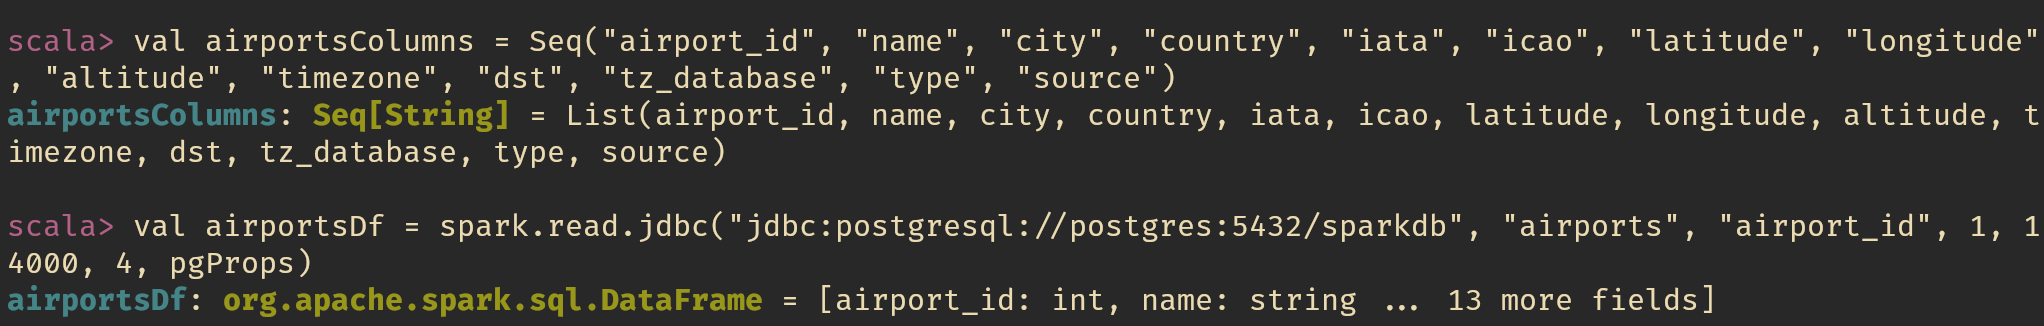 scala> val airportsColumns = Seq("airport_id", "name", "city", "country", "iata", "icao", "latitude", "longitude"
, "altitude", "timezone", "dst", "tz_database", "type", "source")
airportsColumns: Seq[String] = List(airport_id, name, city, country, iata, icao, latitude, longitude, altitude, t
imezone, dst, tz_database, type, source)
scala> val airportsDf = spark.read.jdbc("jdbc:postgresql://postgres:5432/sparkdb", "airports", "airport_id", 1, 1
4000, 4, pgProps)
airportsDf: org.apache.spark.sql.DataFrame = [airport_id: int, name: string ... 13 more fields]